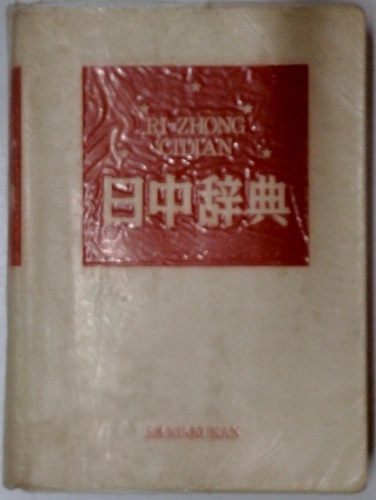 RI-ZHONG
CIDIAN
日中辞典
SHOGAKUKAN